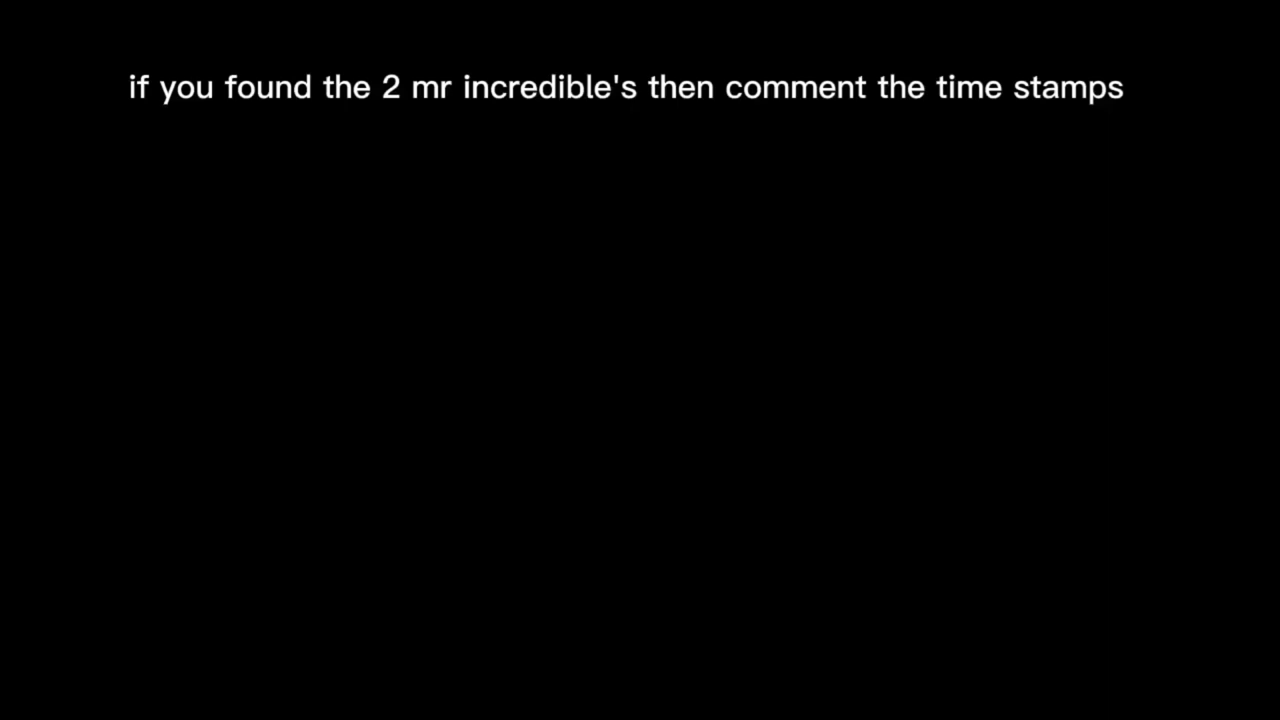 if you found the 2 mr incredible's then comment the time stamps